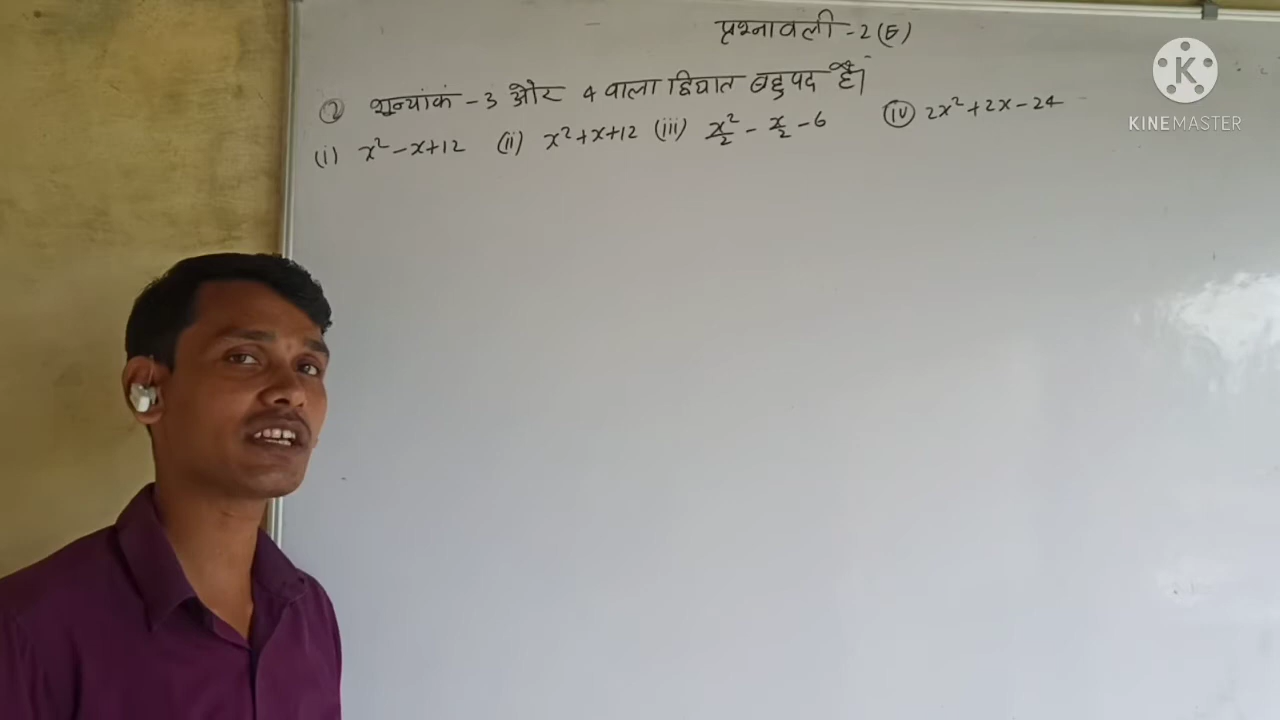 प्रश्नावली-2(E)
② शून्यांक -3 और 4 वाला द्विघात बहुपद है।
(i) x² - x + 12 (ii) x² + x + 12 (iii) x²/2 - x/2 - 6 (iv) 2x² + 2x - 24
K
KINEMASTER